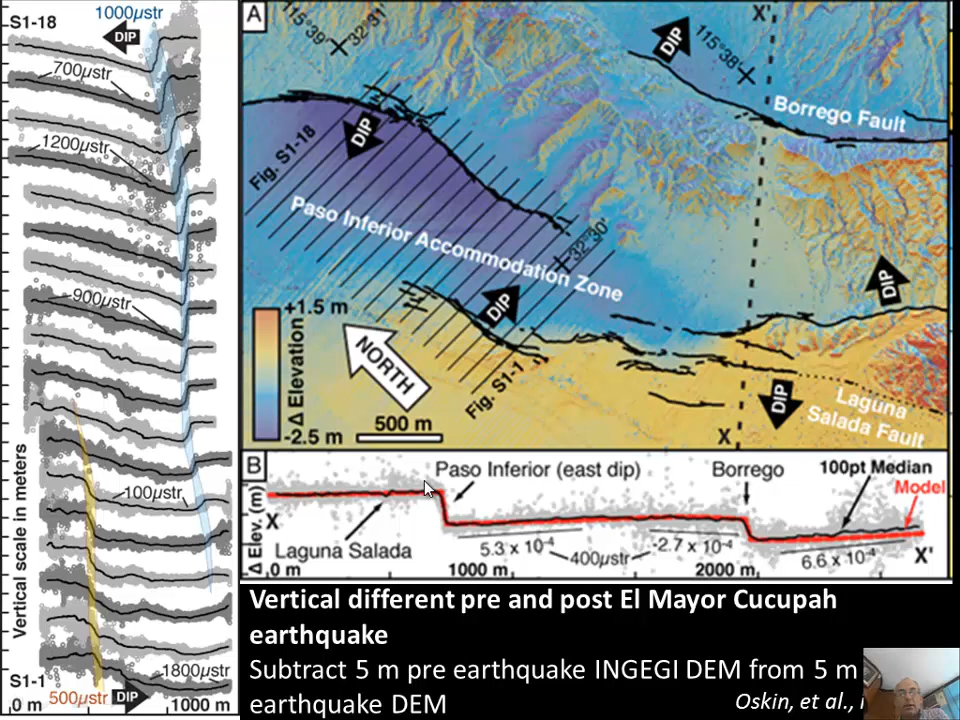 S1-18
1000µstr
DIP
700µstr
1200µstr
900µstr
100µstr
1800µstr
S1-1
500µstr
DIP
0 m
1000 m
Vertical scale in meters
A
115°39'
32°31'
DIP
115°38'
X'
Borrego Fault
DIP
Fig. S1-18
Paso Inferior Accommodation Zone
32°30'
DIP
DIP
+1.5 m
Δ Elevation
-2.5 m
NORTH
500 m
Fig. S1-1
DIP
X
Laguna
Salada Fault
B
Paso Inferior (east dip)
Borrego
100pt Median
Model
Δ Elev. (m)
X
Laguna Salada
5.3 x 10⁻⁴
400µstr
-2.7 x 10⁻⁴
6.6 x 10⁻⁴
X'
0 m
1000 m
2000 m
Vertical different pre and post El Mayor Cucupah
earthquake
Subtract 5 m pre earthquake INGEGI DEM from 5 m
earthquake DEM
Oskin, et al.,